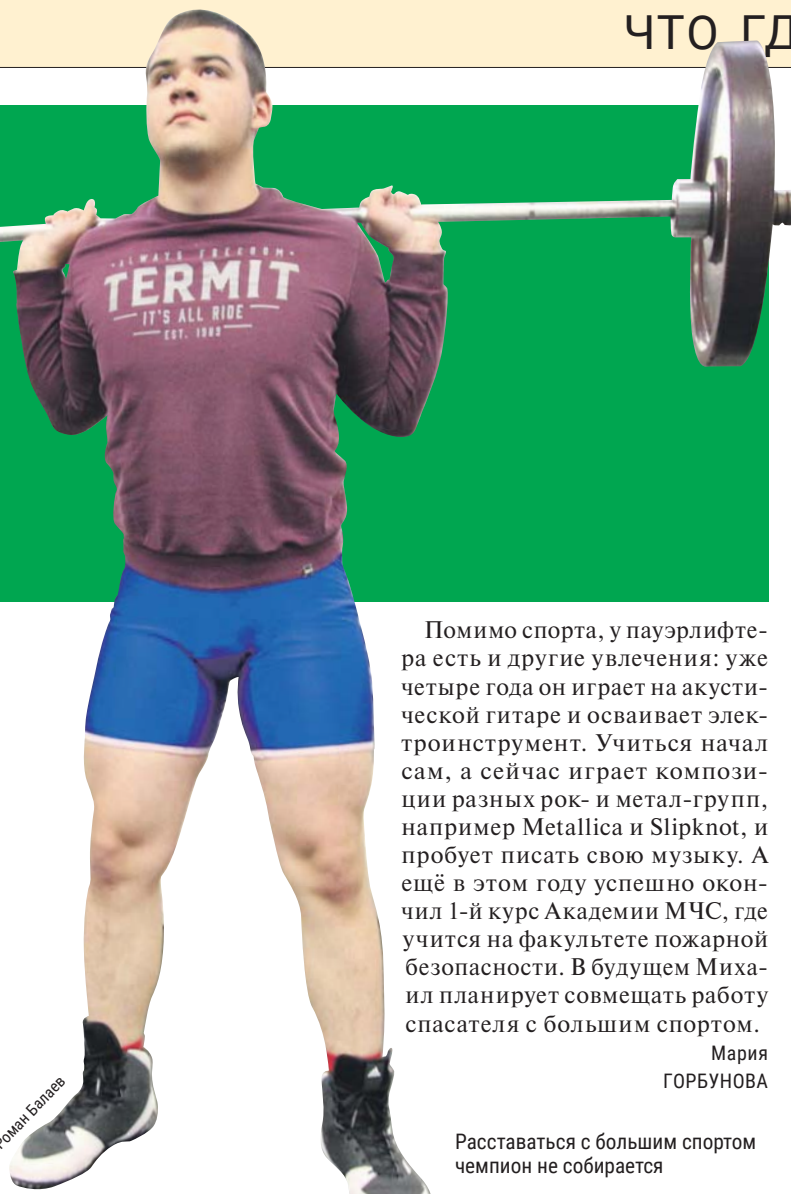 ЧТО ГД
• ALWAYS FREEDOM •
TERMIT
IT'S ALL RIDE
EST. 1989
Помимо спорта, у пауэрлифте-
ра есть и другие увлечения: уже
четыре года он играет на акусти-
ческой гитаре и осваивает элек-
троинструмент. Учиться начал
сам, а сейчас играет компози-
ции разных рок- и метал-групп,
например Metallica и Slipknot, и
пробует писать свою музыку. А
ещё в этом году успешно окон-
чил 1-й курс Академии МЧС, где
учится на факультете пожарной
безопасности. В будущем Миха-
ил планирует совмещать работу
спасателя с большим спортом.
Мария
ГОРБУНОВА
Роман Балаев
Расставаться с большим спортом
чемпион не собирается